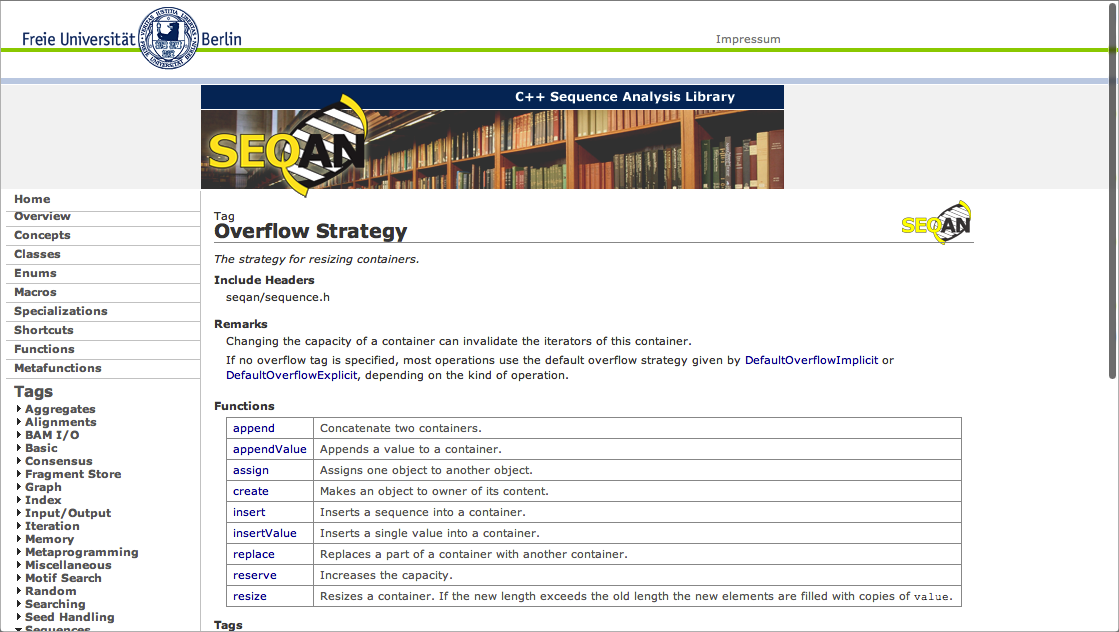 Freie Universität Berlin
Impressum
C++ Sequence Analysis Library
SEQAN
Home
Overview
Concepts
Classes
Enums
Macros
Specializations
Shortcuts
Functions
Metafunctions
Tags
Aggregates
Alignments
BAM I/O
Basic
Consensus
Fragment Store
Graph
Index
Input/Output
Iteration
Memory
Metaprogramming
Miscellaneous
Motif Search
Random
Searching
Seed Handling
Sequences
Tag
Overflow Strategy
SEQAN
The strategy for resizing containers.
Include Headers
seqan/sequence.h
Remarks
Changing the capacity of a container can invalidate the iterators of this container.
If no overflow tag is specified, most operations use the default overflow strategy given by DefaultOverflowImplicit or
DefaultOverflowExplicit, depending on the kind of operation.
Functions
append Concatenate two containers.
appendValue Appends a value to a container.
assign Assigns one object to another object.
create Makes an object to owner of its content.
insert Inserts a sequence into a container.
insertValue Inserts a single value into a container.
replace Replaces a part of a container with another container.
reserve Increases the capacity.
resize Resizes a container. If the new length exceeds the old length the new elements are filled with copies of value.
Tags